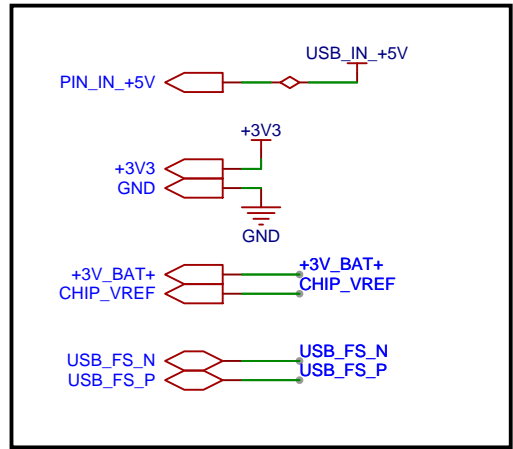 USB_IN_+5V
PIN_IN_+5V
+3V3
+3V3
GND
GND
+3V_BAT+ +3V_BAT+
CHIP_VREF CHIP_VREF
USB_FS_N USB_FS_N
USB_FS_P USB_FS_P